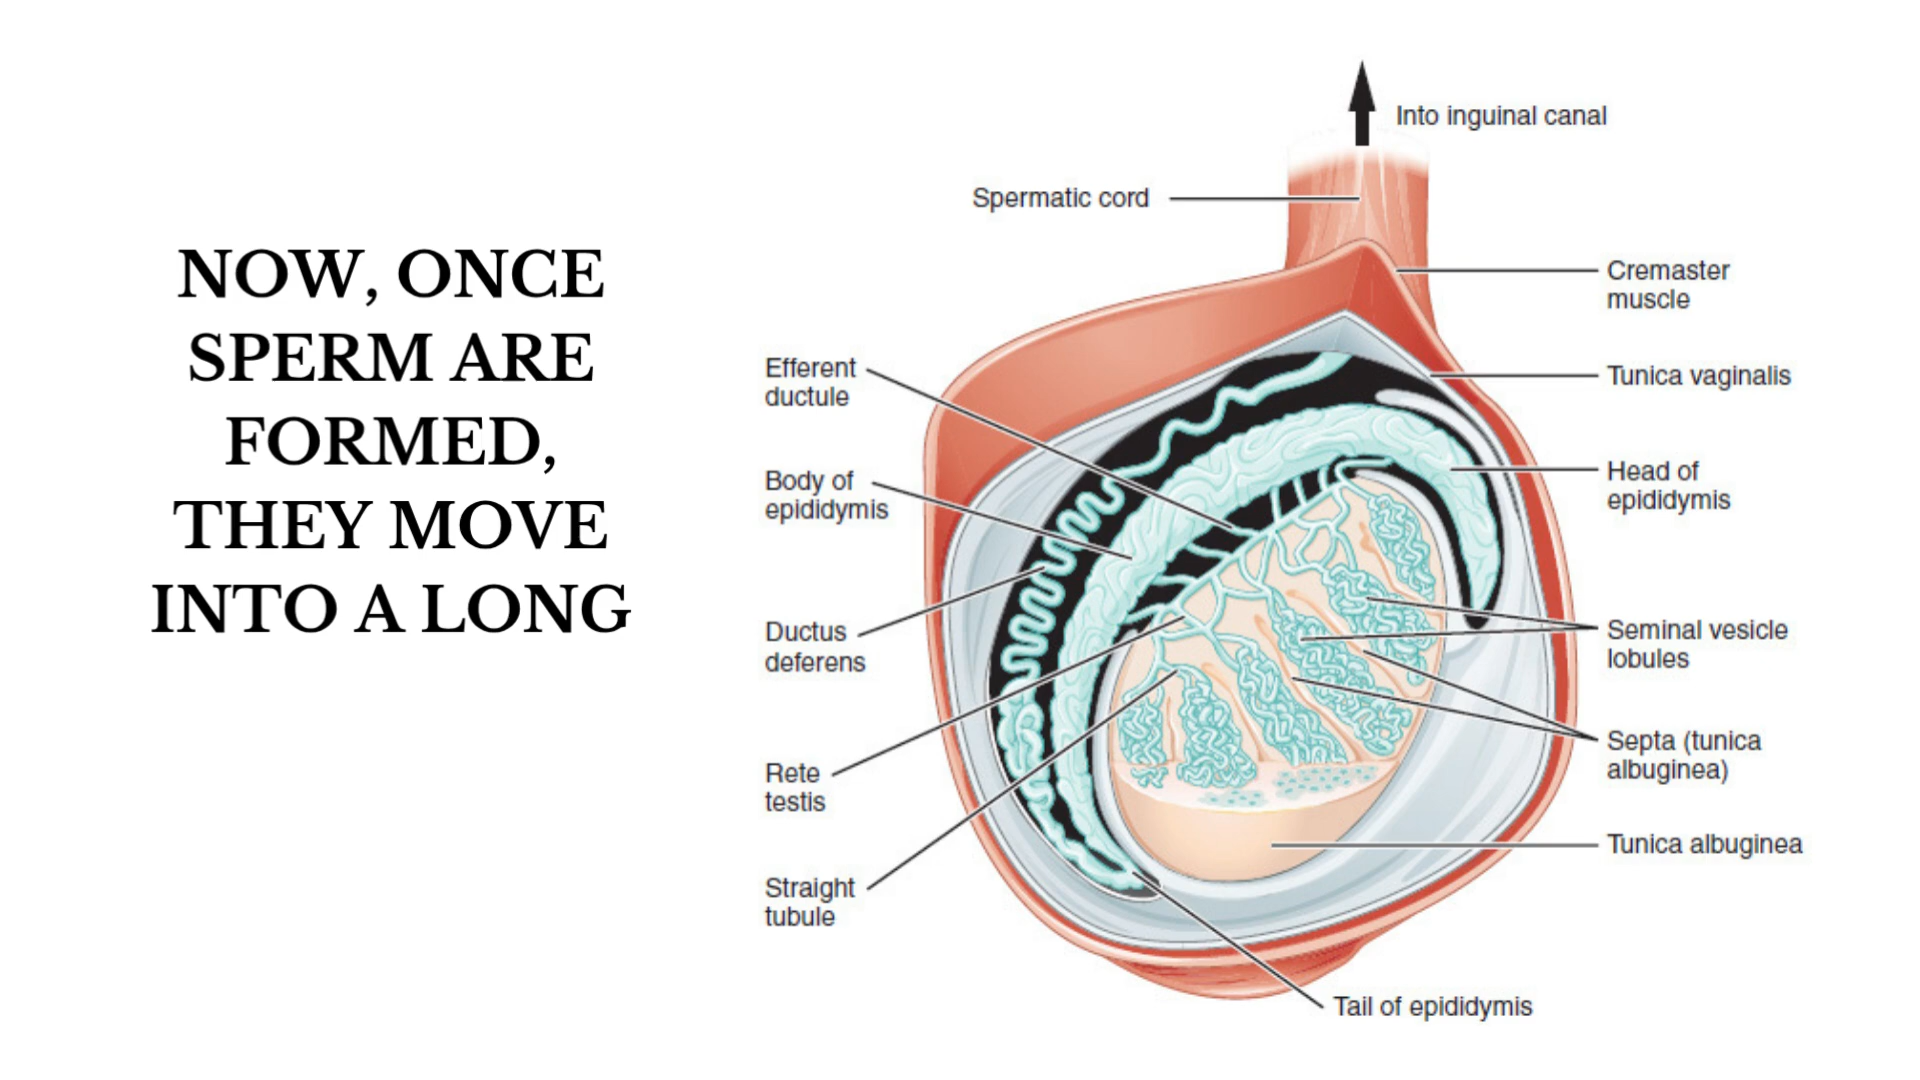 NOW, ONCE
SPERM ARE
FORMED,
THEY MOVE
INTO A LONG
Into inguinal canal
Spermatic cord
Cremaster
muscle
Efferent
ductule
Tunica vaginalis
Body of
epididymis
Head of
epididymis
Ductus
deferens
Seminal vesicle
lobules
Rete
testis
Septa (tunica
albuginea)
Tunica albuginea
Straight
tubule
Tail of epididymis